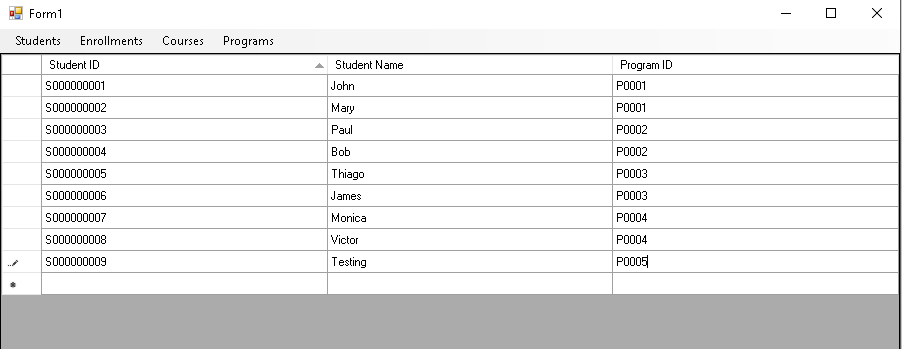 Form1
Students Enrollments Courses Programs
Student ID Student Name Program ID
S000000001 John P0001
S000000002 Mary P0001
S000000003 Paul P0002
S000000004 Bob P0002
S000000005 Thiago P0003
S000000006 James P0003
S000000007 Monica P0004
S000000008 Victor P0004
S000000009 Testing P0005